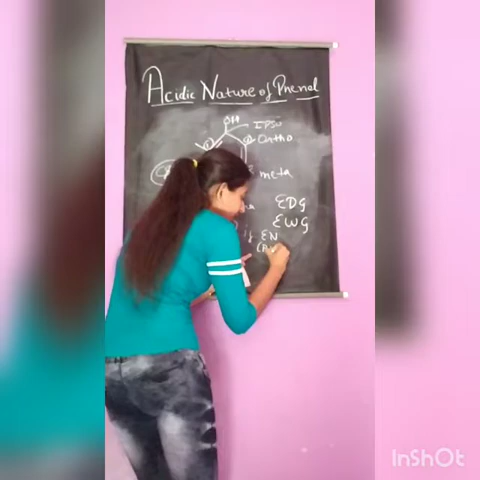 Acidic Nature of Phenol
OH
IPSO
Ortho
meta
EDG
EWG
EN
InShOt